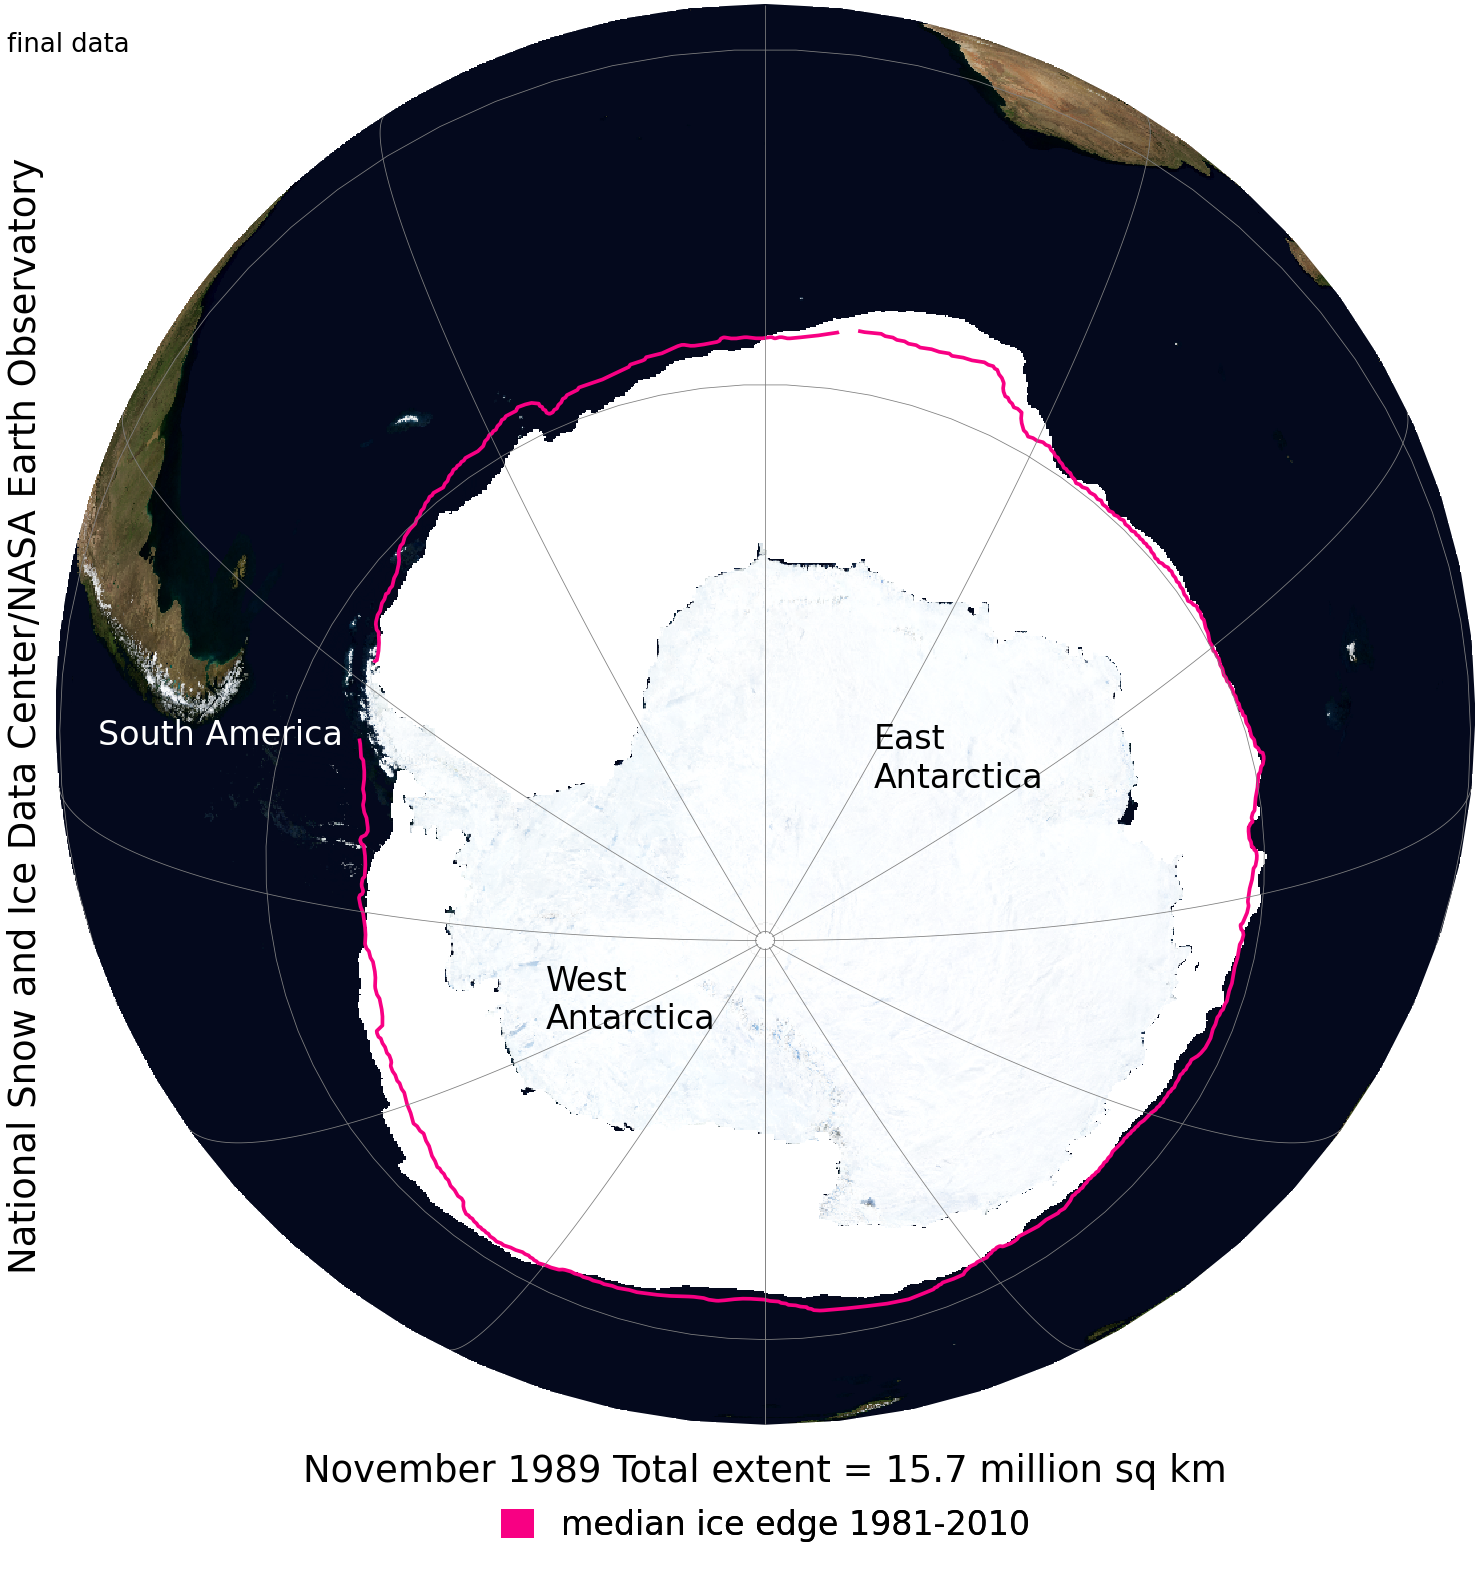 final data
National Snow and Ice Data Center/NASA Earth Observatory
South America
East
Antarctica
West
Antarctica
November 1989 Total extent = 15.7 million sq km
median ice edge 1981-2010